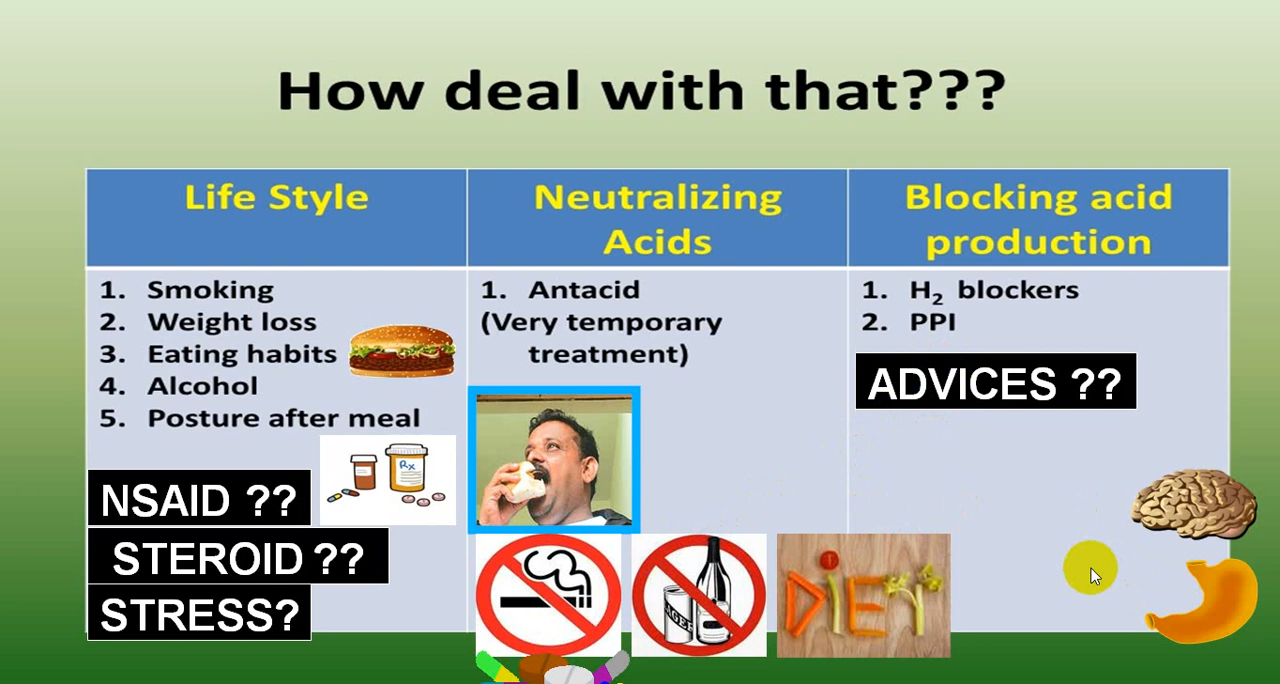 How deal with that???
Life Style
Neutralizing
Acids
Blocking acid
production
1. Smoking
2. Weight loss
3. Eating habits
4. Alcohol
5. Posture after meal
NSAID ??
STEROID ??
STRESS?
Rx
1. Antacid
(Very temporary
treatment)
LAGER
DiET
1. H₂ blockers
2. PPI
ADVICES ??